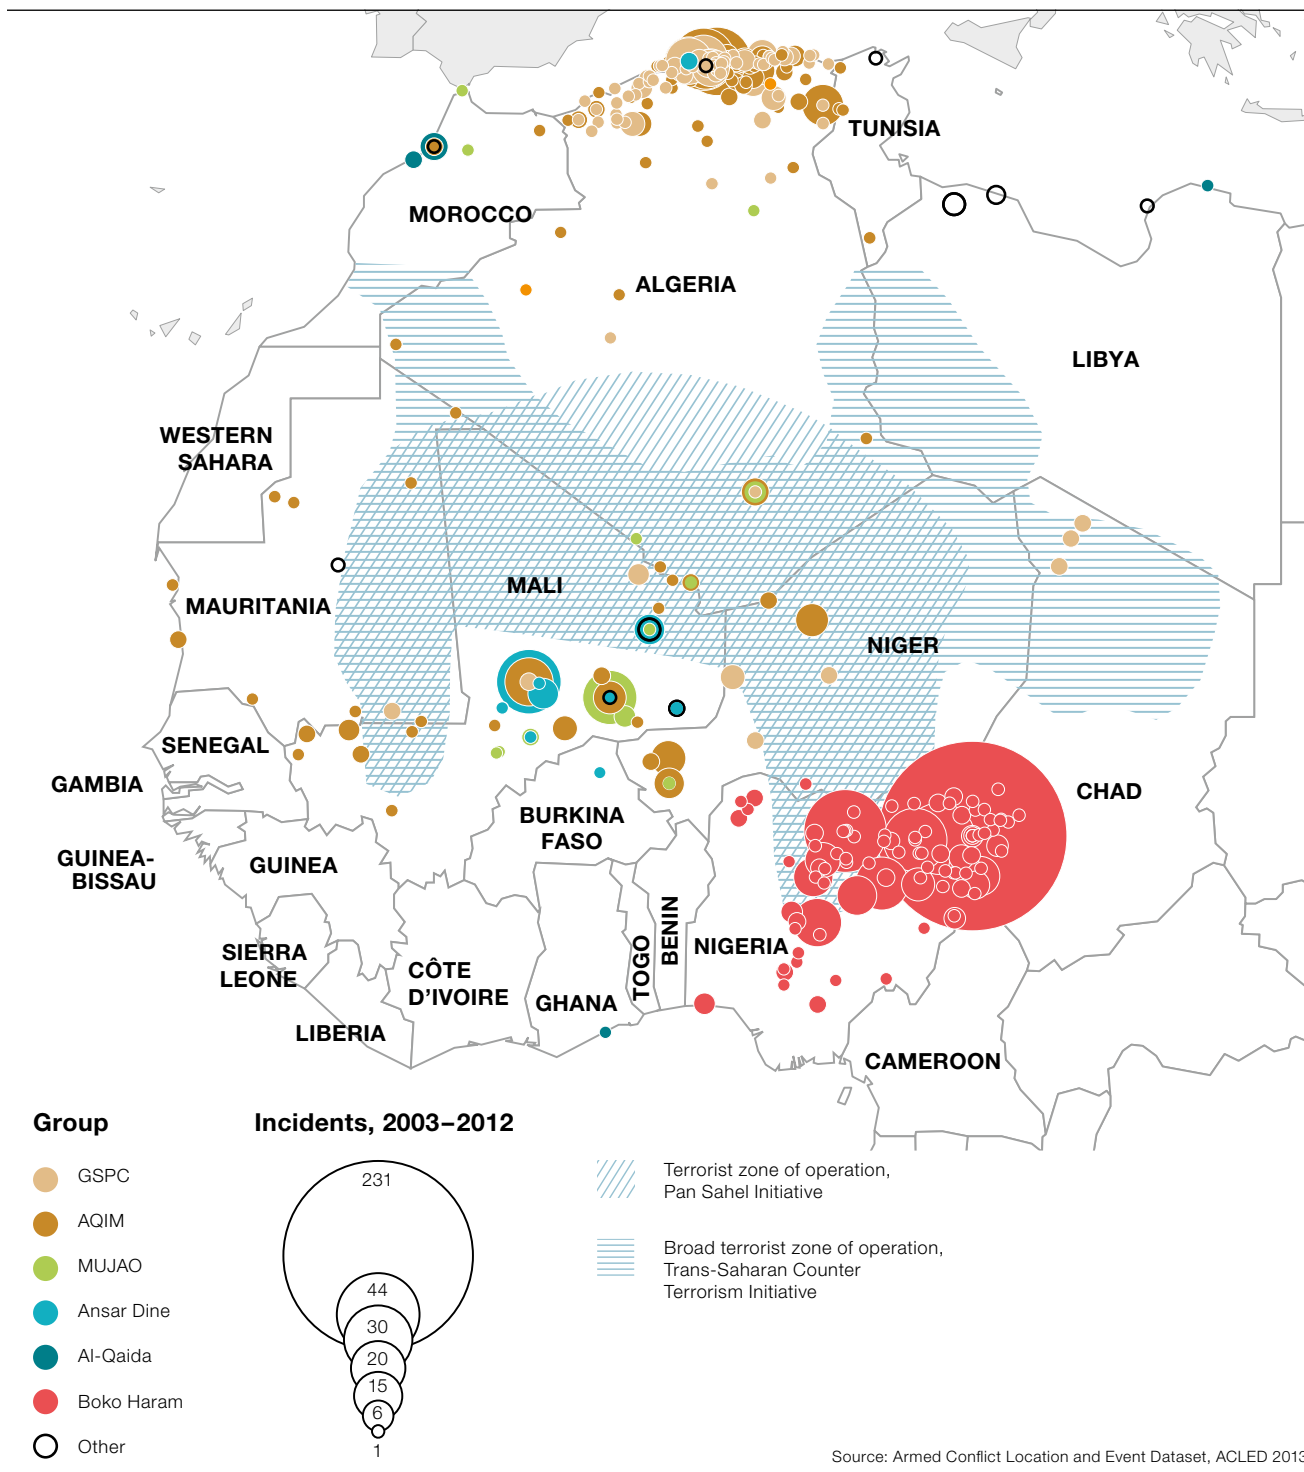 TUNISIA
MOROCCO
ALGERIA
LIBYA
WESTERN
SAHARA
MALI
MAURITANIA
NIGER
SENEGAL
GAMBIA
CHAD
BURKINA
FASO
GUINEA-
BISSAU
GUINEA
NIGERIA
BENIN
TOGO
SIERRA
LEONE
CÔTE
D'IVOIRE
GHANA
LIBERIA
CAMEROON
Group
GSPC
AQIM
MUJAO
Ansar Dine
Al-Qaida
Boko Haram
Other
Incidents, 2003–2012
231
44
30
20
15
6
1
Terrorist zone of operation,
Pan Sahel Initiative
Broad terrorist zone of operation,
Trans-Saharan Counter
Terrorism Initiative
Source: Armed Conflict Location and Event Dataset, ACLED 2013